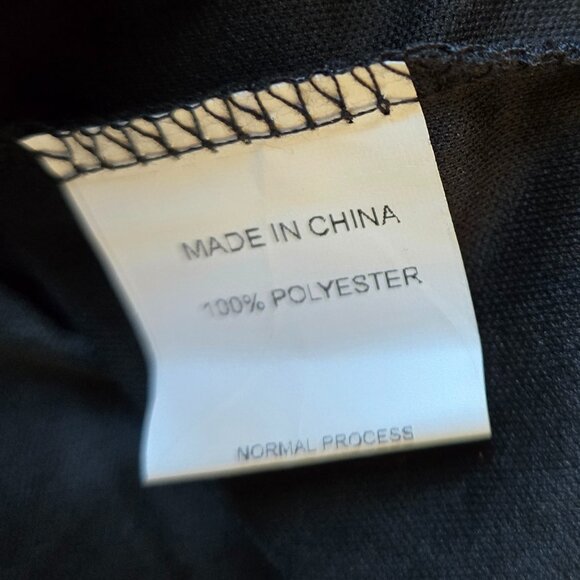 MADE IN CHINA
100% POLYESTER
NORMAL PROCESS